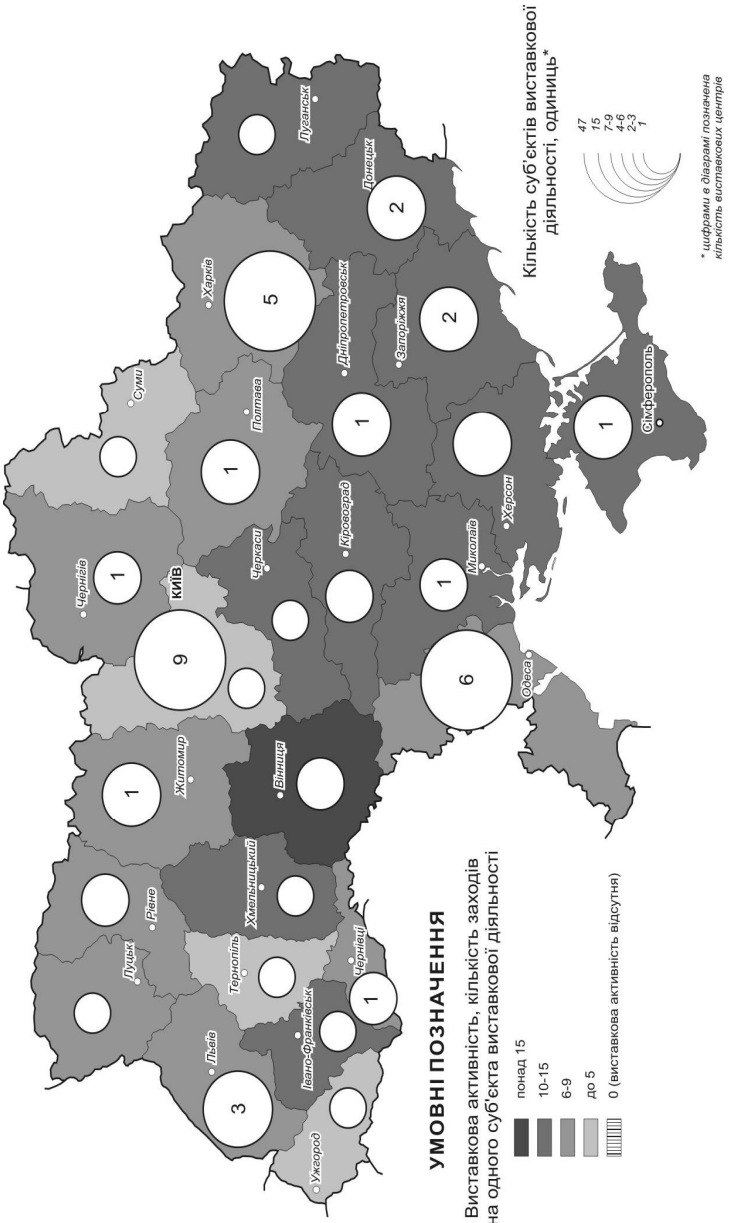 Луганськ
Донецьк
2
Харків
5
Суми
Полтава
1
Дніпропетровськ
1
Запоріжжя
2
Чернігів
1
КИЇВ
9
Черкаси
Кіровоград
Миколаїв
1
Херсон
Сімферополь
1
Одеса
6
Житомир
1
Вінниця
Рівне
Луцьк
Хмельницький
Тернопіль
Чернівці
1
Івано-Франківськ
Львів
3
Ужгород
УМОВНІ ПОЗНАЧЕННЯ
Виставкова активність, кількість заходів
на одного суб'єкта виставкової діяльності
понад 15
10-15
6-9
до 5
0 (виставкова активність відсутня)
Кількість суб'єктів виставкової
діяльності, одиниць*
47
15
7-9
4-6
2-3
1
* цифрами в діаграмі позначена
кількість виставкових центрів